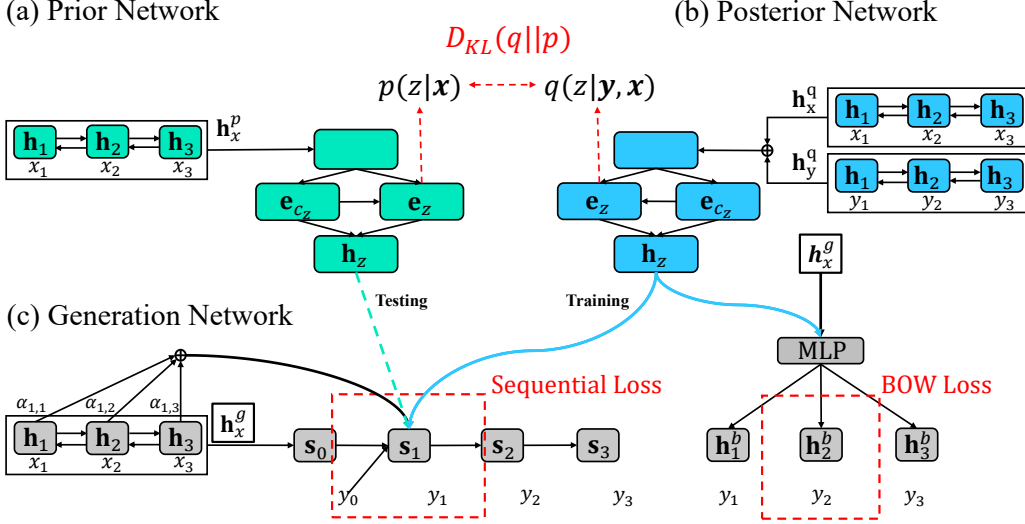 (a) Prior Network
(b) Posterior Network
D_{KL}(q||p)
p(z|x)
q(z|y, x)
h_x^p
h_1 h_2 h_3
x_1 x_2 x_3
e_{c_z} e_z
h_z
e_z e_{c_z}
h_z
h_x^q
h_1 h_2 h_3
x_1 x_2 x_3
h_y^q
h_1 h_2 h_3
y_1 y_2 y_3
Testing
Training
h_x^g
MLP
(c) Generation Network
Sequential Loss
BOW Loss
α_{1,1} α_{1,2} α_{1,3}
h_x^g
h_1 h_2 h_3
x_1 x_2 x_3
s_0 s_1 s_2 s_3
y_0 y_1 y_2 y_3
h_1^b h_2^b h_3^b
y_1 y_2 y_3